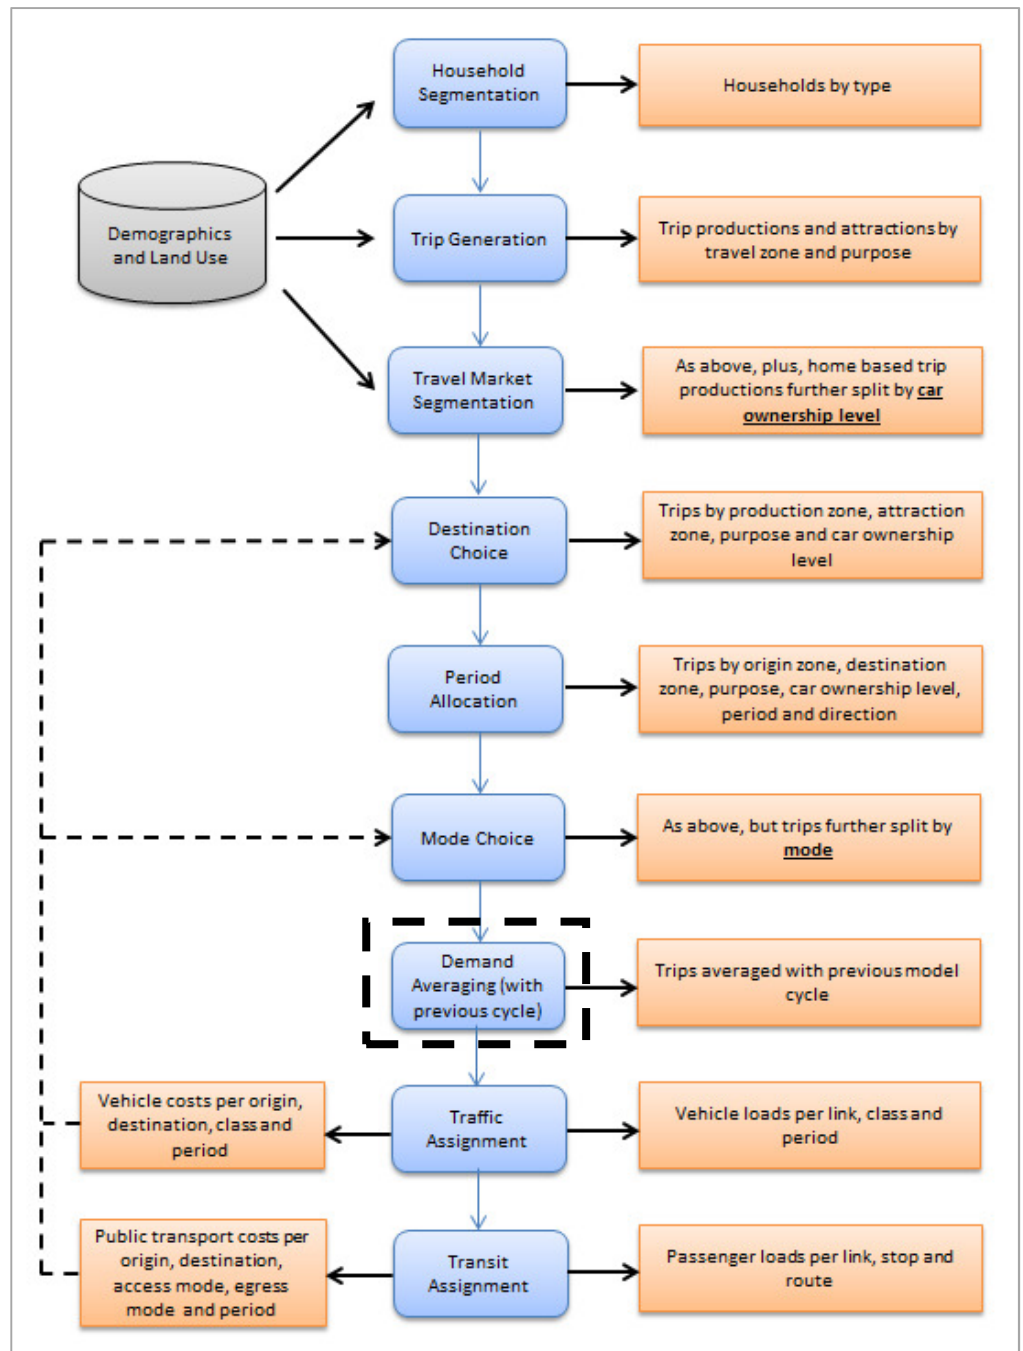 Household
Segmentation
Households by type
Demographics
and Land Use
Trip Generation
Trip productions and attractions by
travel zone and purpose
Travel Market
Segmentation
As above, plus, home based trip
productions further split by car
ownership level
Destination
Choice
Trips by production zone, attraction
zone, purpose and car ownership
level
Period
Allocation
Trips by origin zone, destination
zone, purpose, car ownership level,
period and direction
Mode Choice
As above, but trips further split by
mode
Demand
Averaging (with
previous cycle)
Trips averaged with previous model
cycle
Vehicle costs per origin,
destination, class and
period
Traffic
Assignment
Vehicle loads per link, class and
period
Public transport costs per
origin, destination,
access mode, egress
mode and period
Transit
Assignment
Passenger loads per link, stop and
route